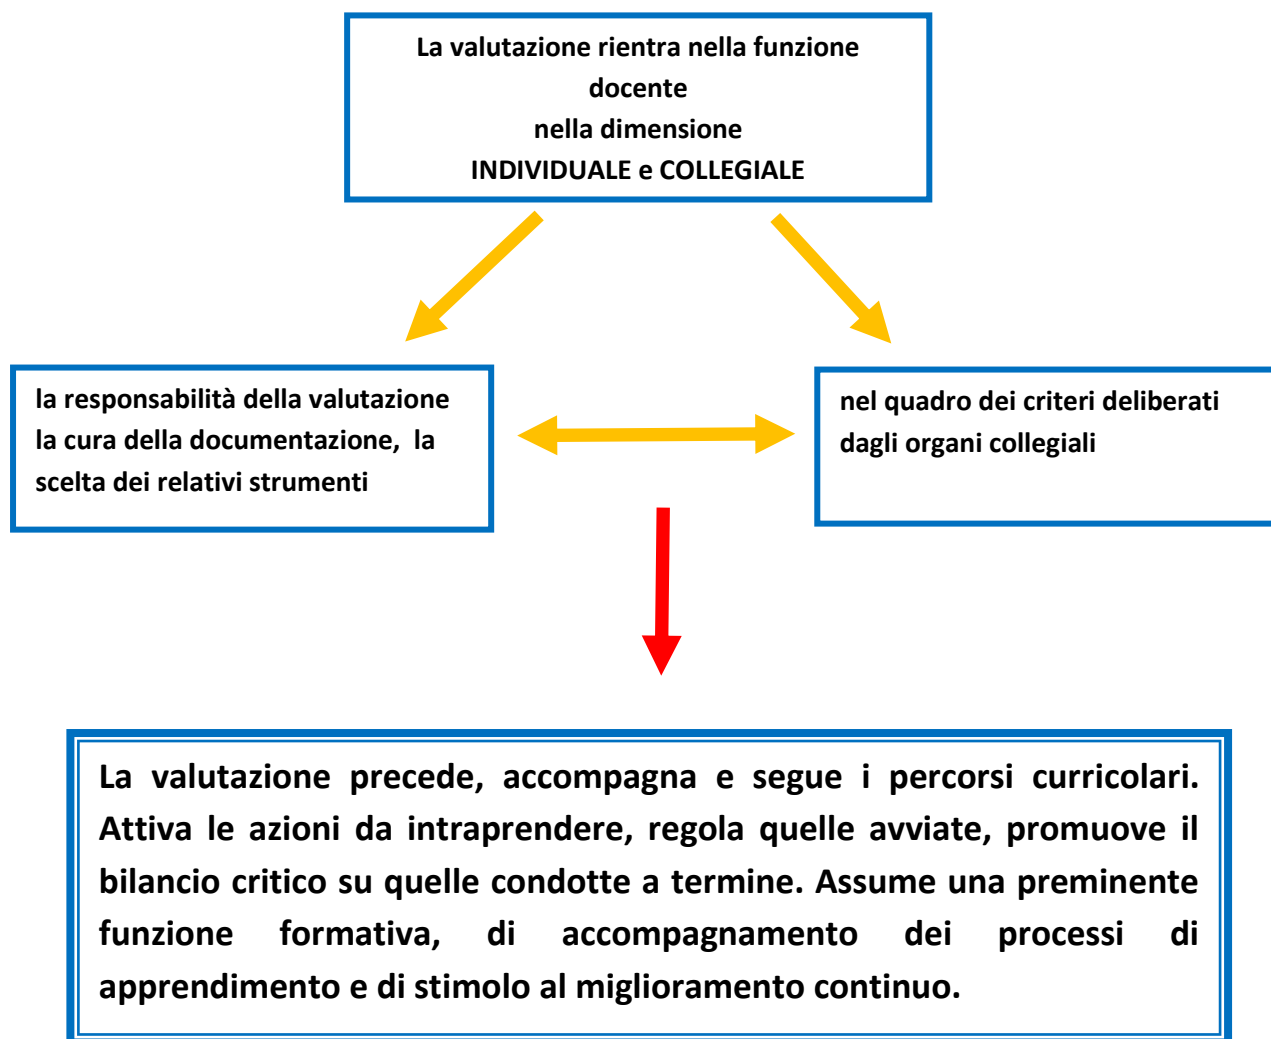 La valutazione rientra nella funzione
docente
nella dimensione
INDIVIDUALE e COLLEGIALE
la responsabilità della valutazione
la cura della documentazione, la
scelta dei relativi strumenti
nel quadro dei criteri deliberati
dagli organi collegiali
La valutazione precede, accompagna e segue i percorsi curricolari.
Attiva le azioni da intraprendere, regola quelle avviate, promuove il
bilancio critico su quelle condotte a termine. Assume una preminente
funzione formativa, di accompagnamento dei processi di
apprendimento e di stimolo al miglioramento continuo.